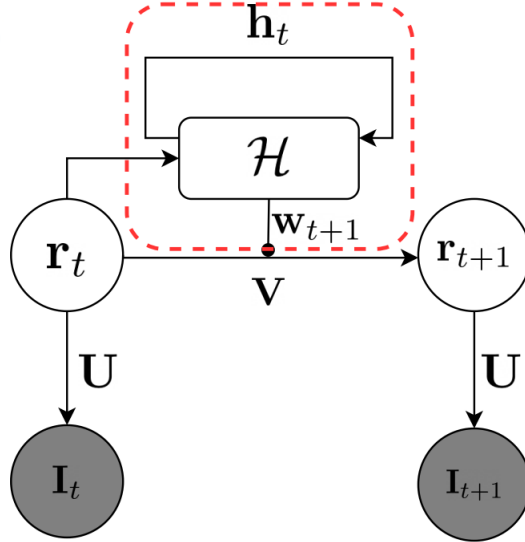 h_t
ℋ
w_{t+1}
r_t
r_{t+1}
V
U
U
I_t
I_{t+1}